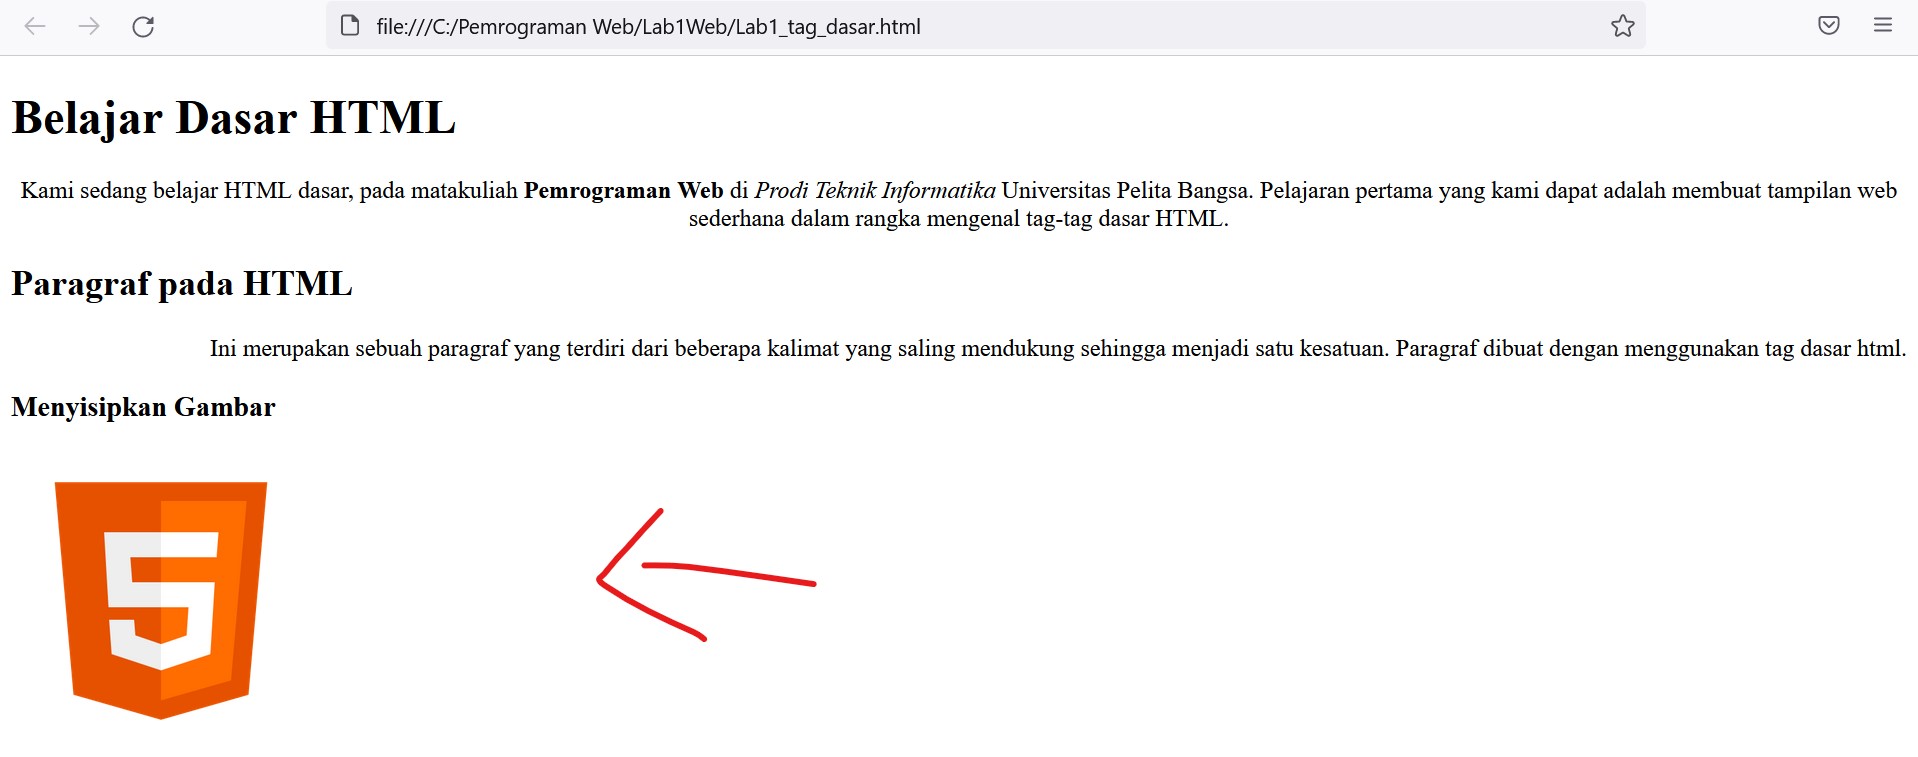 file:///C:/Pemrograman Web/Lab1Web/Lab1_tag_dasar.html
Belajar Dasar HTML
Kami sedang belajar HTML dasar, pada matakuliah Pemrograman Web di Prodi Teknik Informatika Universitas Pelita Bangsa. Pelajaran pertama yang kami dapat adalah membuat tampilan web
sederhana dalam rangka mengenal tag-tag dasar HTML.
Paragraf pada HTML
Ini merupakan sebuah paragraf yang terdiri dari beberapa kalimat yang saling mendukung sehingga menjadi satu kesatuan. Paragraf dibuat dengan menggunakan tag dasar html.
Menyisipkan Gambar
5